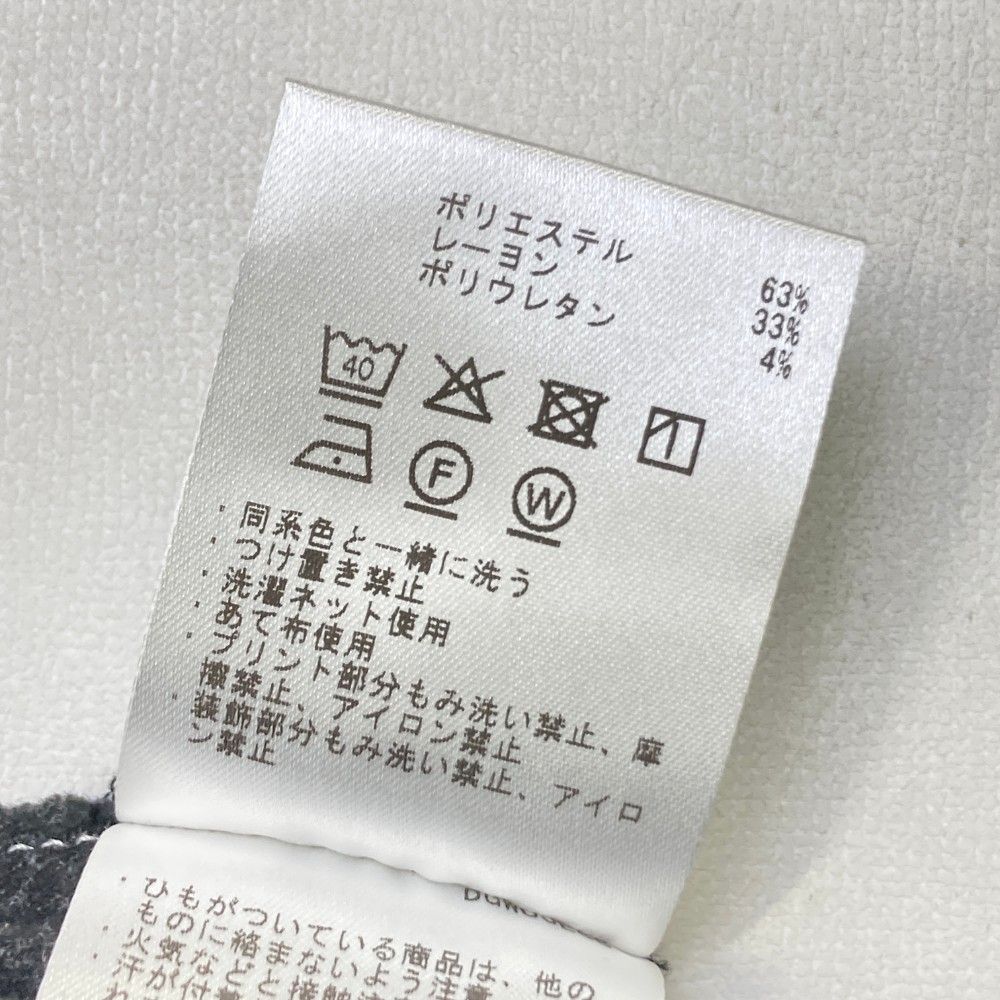 ポリエステル 63%
レーヨン 33%
ポリウレタン 4%
40
1
F
W
・同系色と一緒に洗う
・つけ置き禁止
・洗濯ネット使用
・あて布使用
・プリント部分もみ洗い禁止、摩
擦禁止、アイロン禁止
・装飾部分もみ洗い禁止、アイロ
ン禁止
・ひもがついている商品は、他の
ものに絡まないよう注意
・火気などと接触
・汗が付着